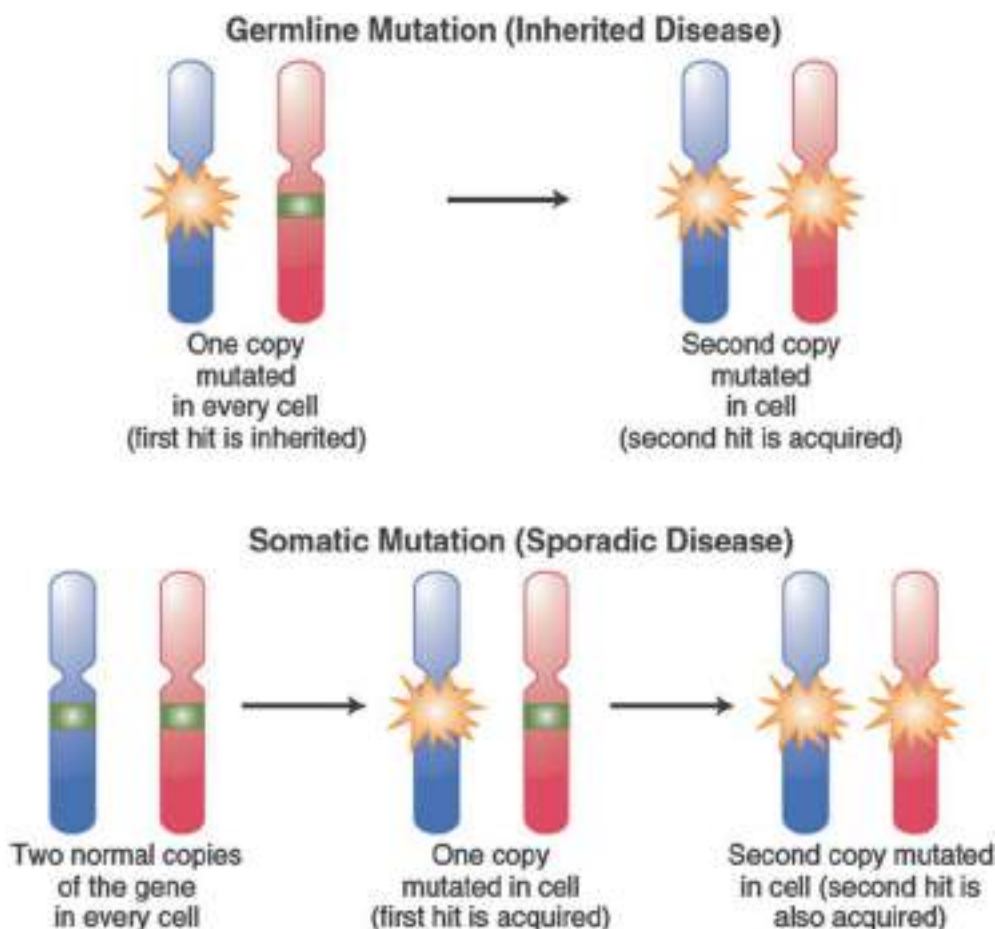 Germline Mutation (Inherited Disease)
One copy
mutated
in every cell
(first hit is inherited)
Second copy
mutated
in cell
(second hit is acquired)
Somatic Mutation (Sporadic Disease)
Two normal copies
of the gene
in every cell
One copy
mutated in cell
(first hit is acquired)
Second copy mutated
in cell (second hit is
also acquired)